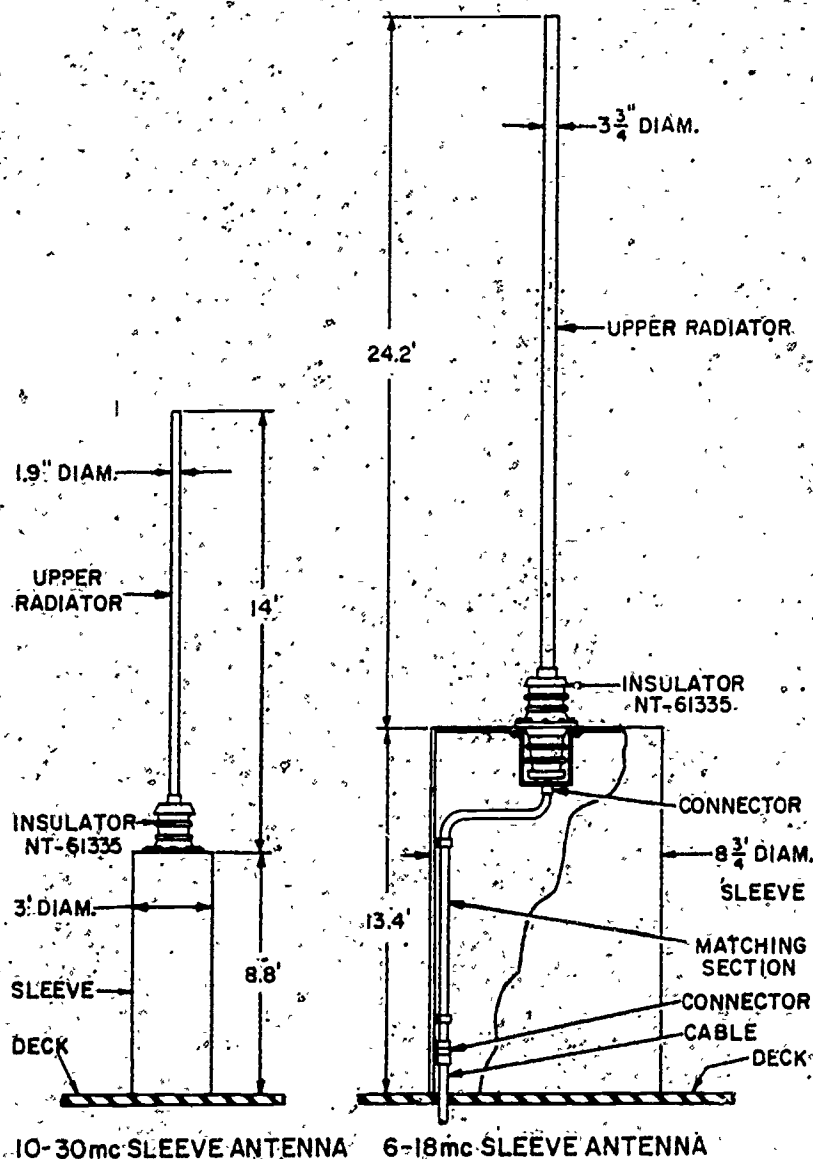 3 3/4" DIAM.
UPPER RADIATOR
24.2'
1.9" DIAM.
UPPER
RADIATOR
14'
INSULATOR
NT-61335
CONNECTOR
INSULATOR
NT-61335
8 3/4' DIAM.
SLEEVE
3' DIAM.
13.4'
MATCHING
SECTION
8.8'
SLEEVE
CONNECTOR
CABLE
DECK
DECK
10-30mc SLEEVE ANTENNA
6-18mc SLEEVE ANTENNA